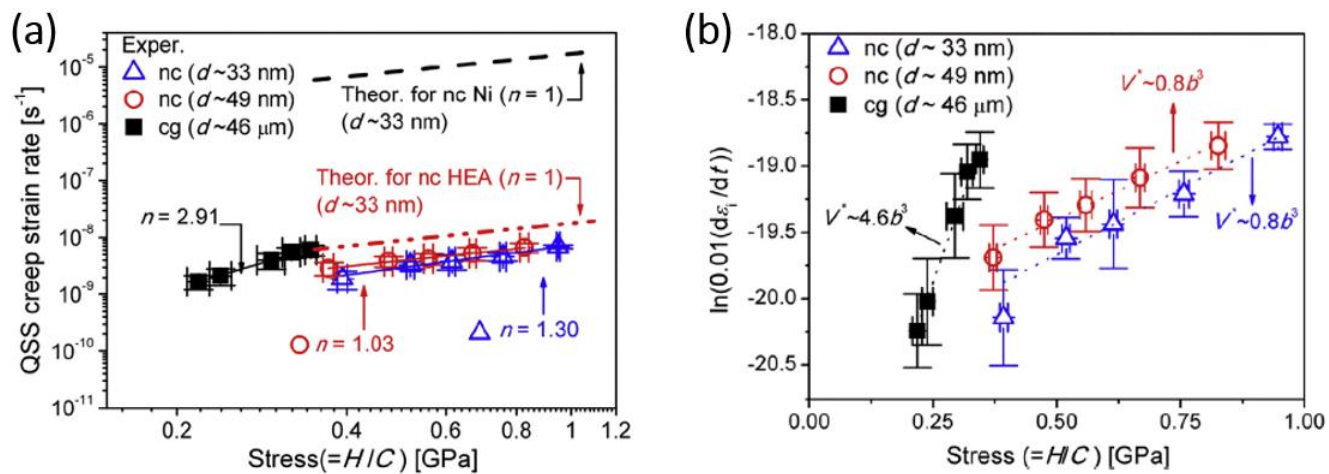 (a)
Exper.
nc (d~33 nm)
nc (d~49 nm)
cg (d~46 μm)
Theor. for nc Ni (n = 1)
(d~33 nm)
Theor. for nc HEA (n = 1)
(d~33 nm)
n = 2.91
n = 1.03
n = 1.30
QSS creep strain rate [s⁻¹]
10⁻⁵
10⁻⁶
10⁻⁷
10⁻⁸
10⁻⁹
10⁻¹⁰
10⁻¹¹
0.2 0.4 0.6 0.8 1 1.2
Stress(=H/C) [GPa]
(b)
nc (d~ 33 nm)
nc (d~ 49 nm)
cg (d~ 46 μm)
V*~0.8b³
V*~4.6b³
V*~0.8b³
ln(0.01(dεᵢ/dt))
-18.0
-18.5
-19.0
-19.5
-20.0
-20.5
0.00 0.25 0.50 0.75 1.00
Stress (=H/C) [GPa]